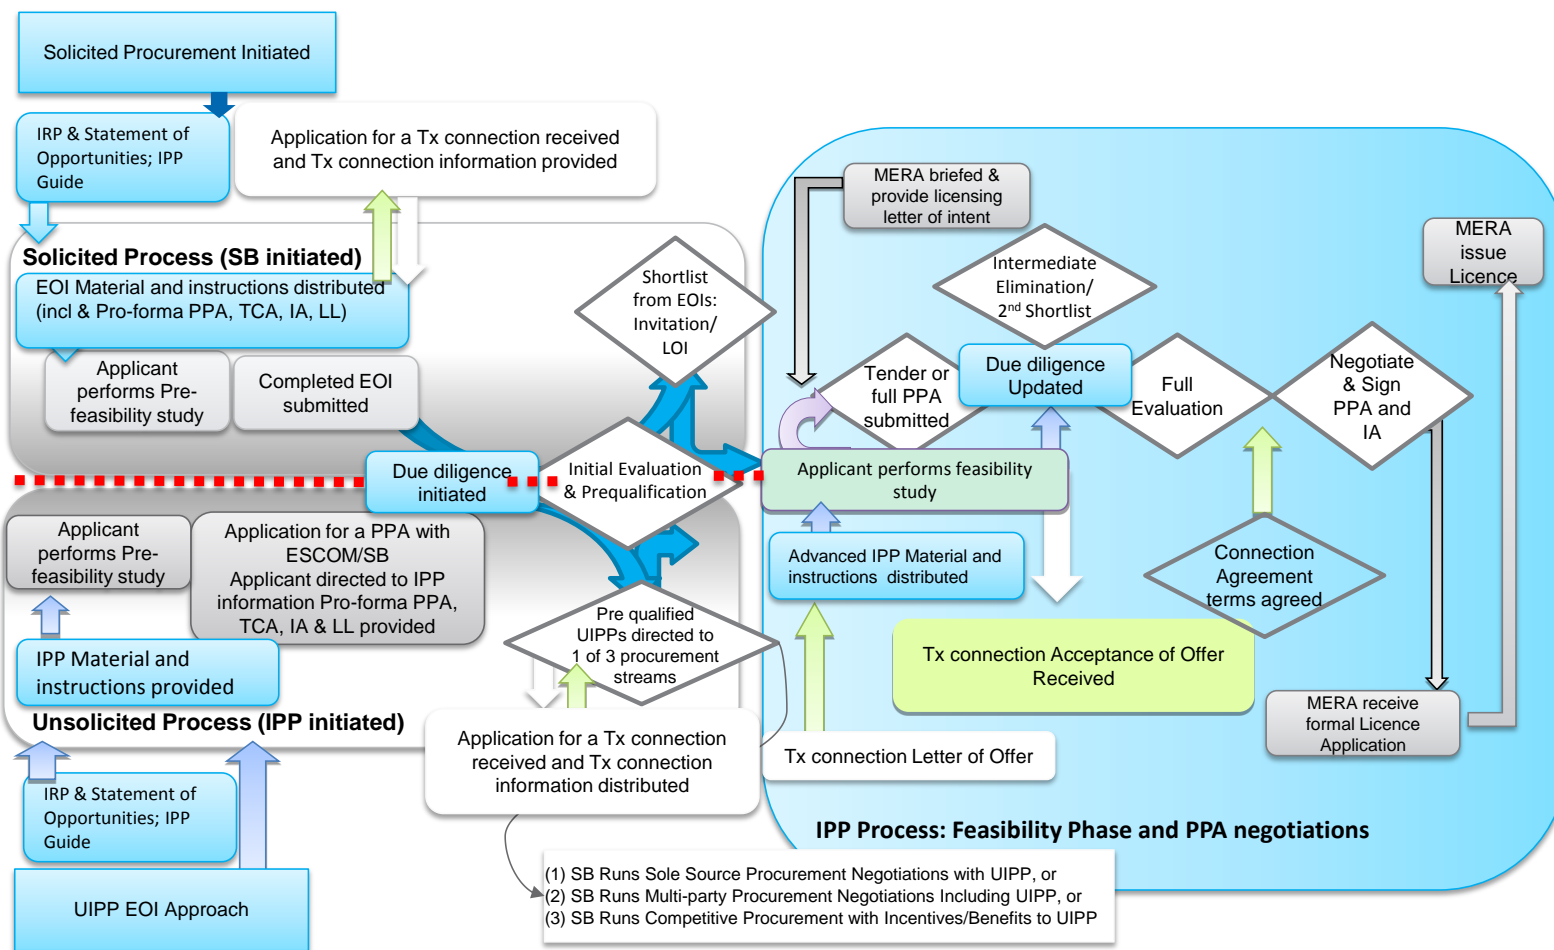 Solicited Procurement Initiated
IRP & Statement of
Opportunities; IPP
Guide
Application for a Tx connection received
and Tx connection information provided
Solicited Process (SB initiated)
EOI Material and instructions distributed
(incl & Pro-forma PPA, TCA, IA, LL)
Applicant
performs Pre-
feasibility study
Completed EOI
submitted
Shortlist
from EOIs:
Invitation/
LOI
Due diligence
initiated
Initial Evaluation
& Prequalification
Applicant
performs Pre-
feasibility study
Application for a PPA with
ESCOM/SB
Applicant directed to IPP
information Pro-forma PPA,
TCA, IA & LL provided
IPP Material and
instructions provided
Unsolicited Process (IPP initiated)
IRP & Statement of
Opportunities; IPP
Guide
UIPP EOI Approach
Pre qualified
UIPPs directed to
1 of 3 procurement
streams
Application for a Tx connection
received and Tx connection
information distributed
(1) SB Runs Sole Source Procurement Negotiations with UIPP, or
(2) SB Runs Multi-party Procurement Negotiations Including UIPP, or
(3) SB Runs Competitive Procurement with Incentives/Benefits to UIPP
MERA briefed &
provide licensing
letter of intent
Intermediate
Elimination/
2nd Shortlist
MERA
issue
Licence
Tender or
full PPA
submitted
Due diligence
Updated
Full
Evaluation
Negotiate
& Sign
PPA and
IA
Applicant performs feasibility
study
Advanced IPP Material and
instructions distributed
Connection
Agreement
terms agreed
Tx connection Acceptance of Offer
Received
MERA receive
formal Licence
Application
Tx connection Letter of Offer
IPP Process: Feasibility Phase and PPA negotiations